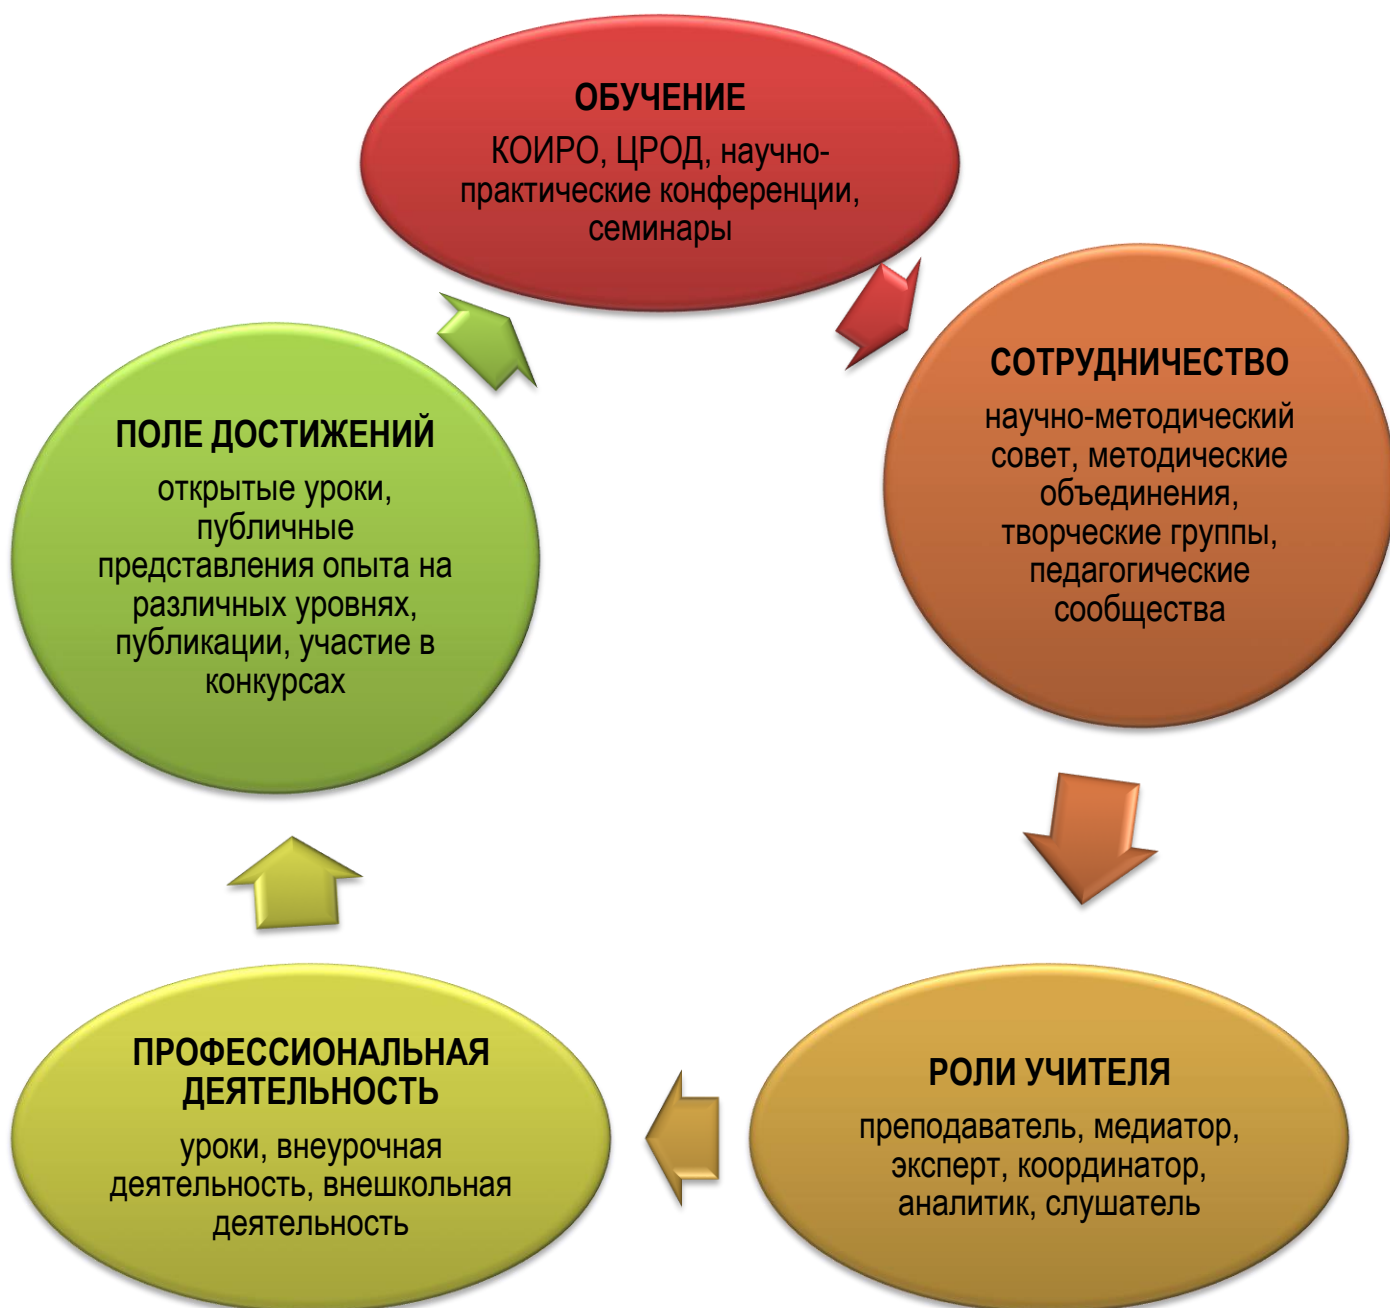 ОБУЧЕНИЕ
КОИРО, ЦРОД, научно-
практические конференции,
семинары
СОТРУДНИЧЕСТВО
научно-методический
совет, методические
объединения,
творческие группы,
педагогические
сообщества
РОЛИ УЧИТЕЛЯ
преподаватель, медиатор,
эксперт, координатор,
аналитик, слушатель
ПРОФЕССИОНАЛЬНАЯ
ДЕЯТЕЛЬНОСТЬ
уроки, внеурочная
деятельность, внешкольная
деятельность
ПОЛЕ ДОСТИЖЕНИЙ
открытые уроки,
публичные
представления опыта на
различных уровнях,
публикации, участие в
конкурсах